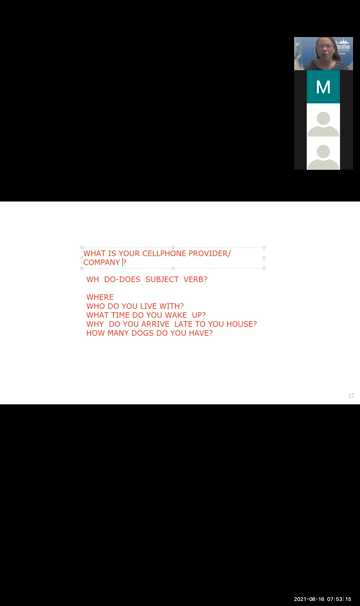 M
WHAT IS YOUR CELLPHONE PROVIDER/
COMPANY ?
WH DO-DOES SUBJECT VERB?
WHERE
WHO DO YOU LIVE WITH?
WHAT TIME DO YOU WAKE UP?
WHY DO YOU ARRIVE LATE TO YOU HOUSE?
HOW MANY DOGS DO YOU HAVE?
2021-08-16 07:53:15